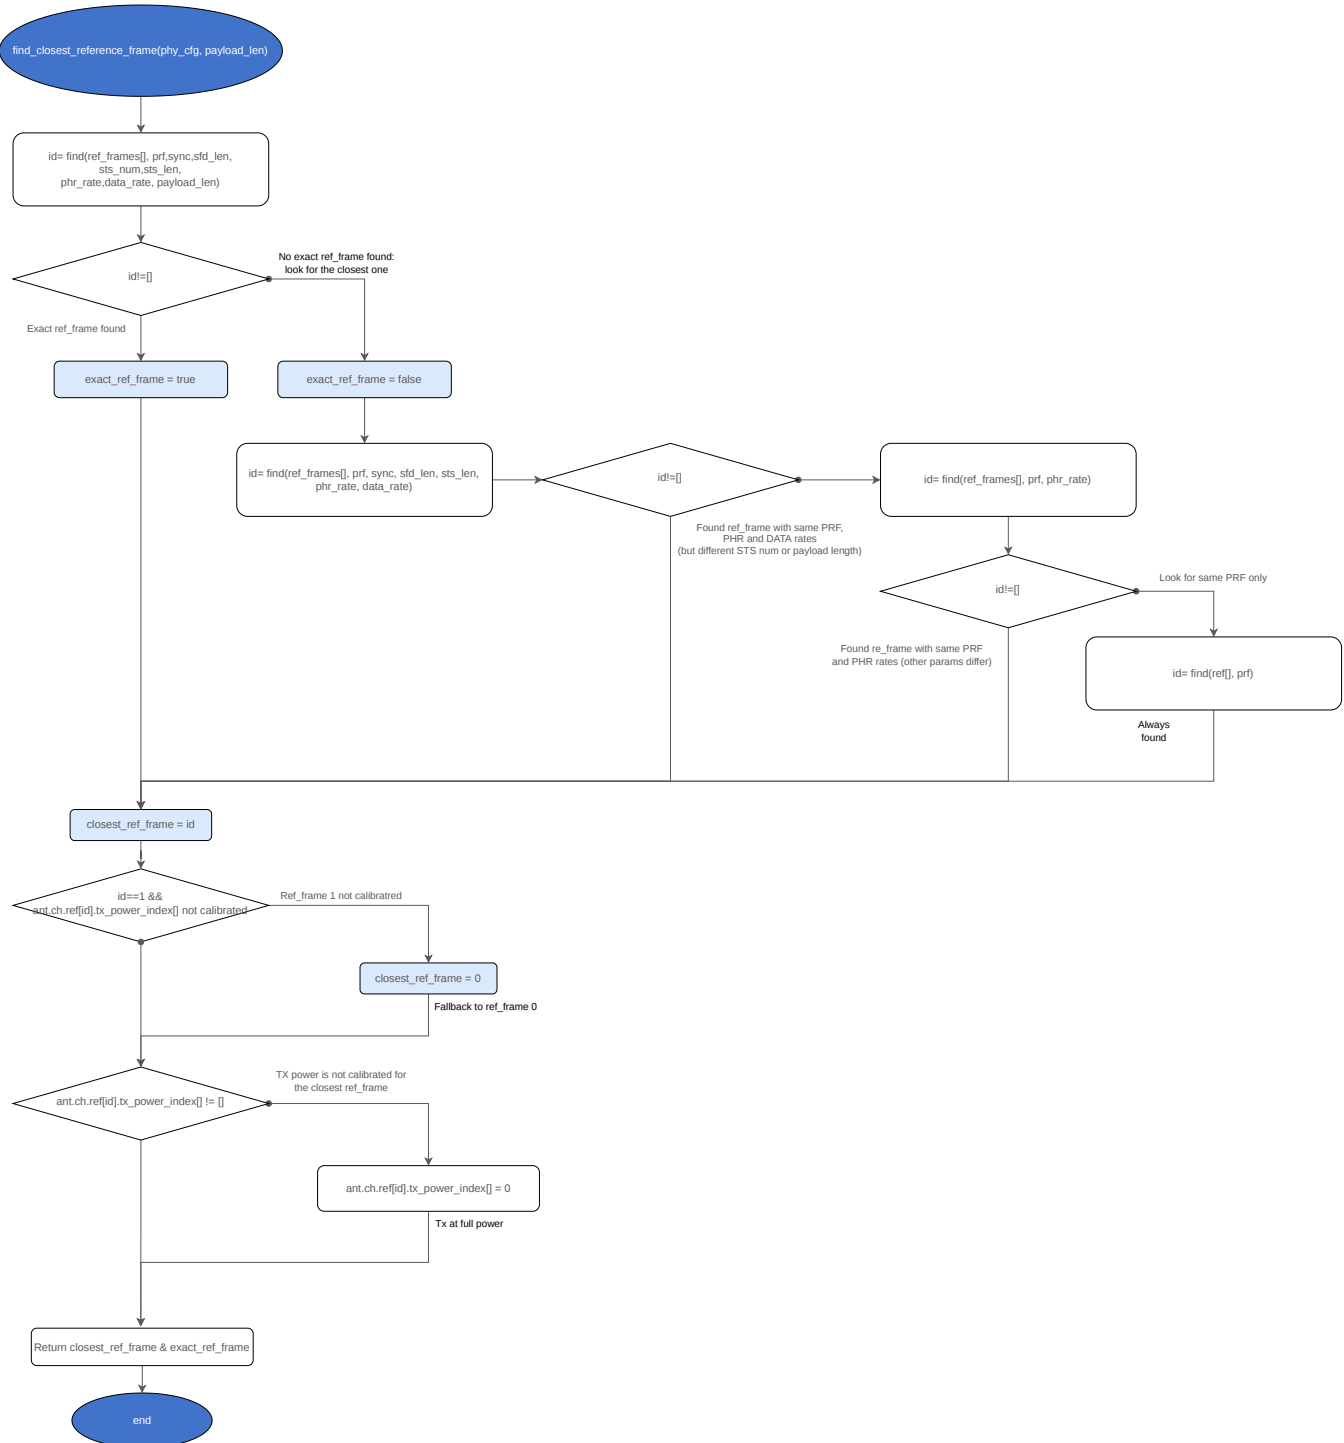 find_closest_reference_frame(phy_cfg, payload_len)
id= find(ref_frames[], prf,sync,sfd_len,
sts_num,sts_len,
phr_rate,data_rate, payload_len)
id!=[]
No exact ref_frame found:
look for the closest one
Exact ref_frame found
exact_ref_frame = true
exact_ref_frame = false
id= find(ref_frames[], prf, sync, sfd_len, sts_len,
phr_rate, data_rate)
id!=[]
id= find(ref_frames[], prf, phr_rate)
Found ref_frame with same PRF,
PHR and DATA rates
(but different STS num or payload length)
id!=[]
Look for same PRF only
Found re_frame with same PRF
and PHR rates (other params differ)
id= find(ref[], prf)
Always
found
closest_ref_frame = id
id==1 &&
ant.ch.ref[id].tx_power_index[] not calibrated
Ref_frame 1 not calibratred
closest_ref_frame = 0
Fallback to ref_frame 0
TX power is not calibrated for
the closest ref_frame
ant.ch.ref[id].tx_power_index[] != []
ant.ch.ref[id].tx_power_index[] = 0
Tx at full power
Return closest_ref_frame & exact_ref_frame
end